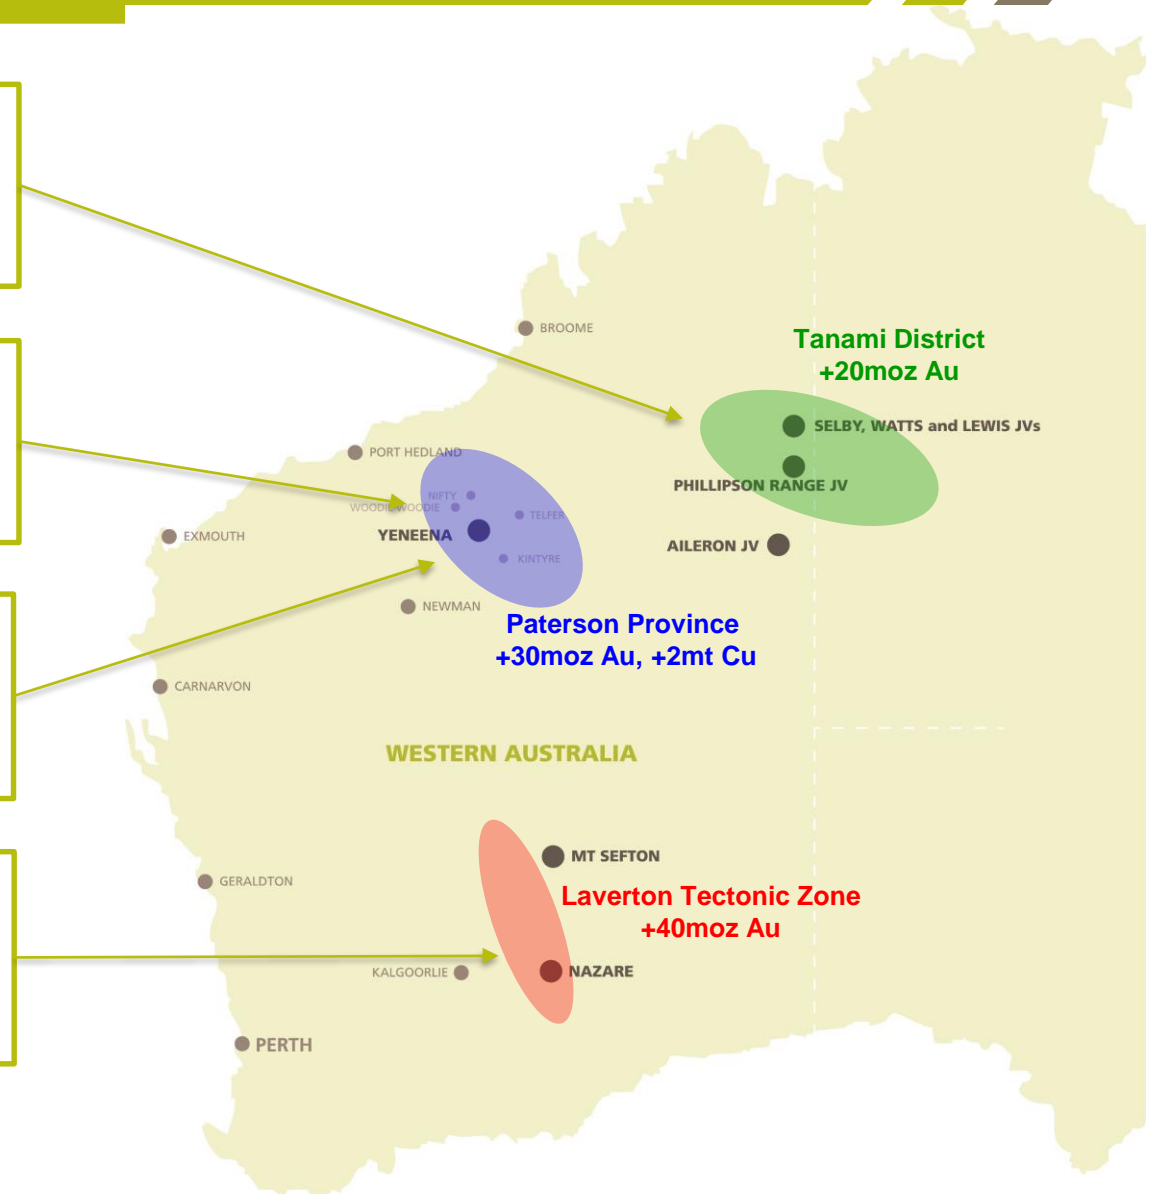 BROOME
Tanami District
+20moz Au
SELBY, WATTS and LEWIS JVs
PORT HEDLAND
PHILLIPSON RANGE JV
NIFTY
WOODIE WOODIE
TELFER
YENEENA
EXMOUTH
AILERON JV
KINTYRE
NEWMAN
Paterson Province
+30moz Au, +2mt Cu
CARNARVON
WESTERN AUSTRALIA
MT SEFTON
GERALDTON
Laverton Tectonic Zone
+40moz Au
KALGOORLIE
NAZARE
PERTH